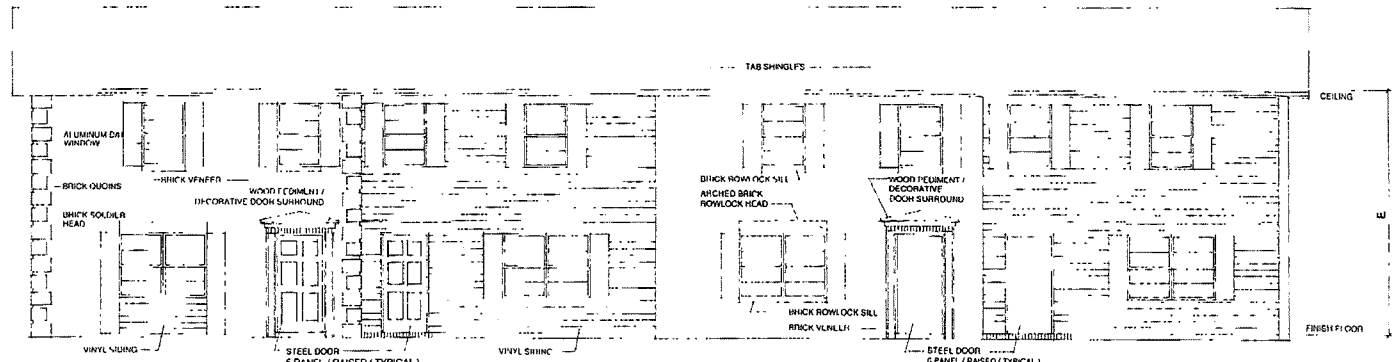 TAB SHINGLES
CEILING
ALUMINUM
WINDOW
BRICK QUOINS
BRICK VENEER
WOOD PEDIMENT /
DECORATIVE DOOR SURROUND
BRICK SOLDIER
HEAD
BRICK ROWLOCK SILL
ARCHED BRICK
ROWLOCK HEAD
WOOD PEDIMENT /
DECORATIVE
DOOR SURROUND
BRICK ROWLOCK SILL
BRICK VENEER
FINISH FLOOR
VINYL SIDING
STEEL DOOR
6 PANEL / RAISED (TYPICAL)
VINYL SIDING
STEEL DOOR
6 PANEL / RAISED (TYPICAL)